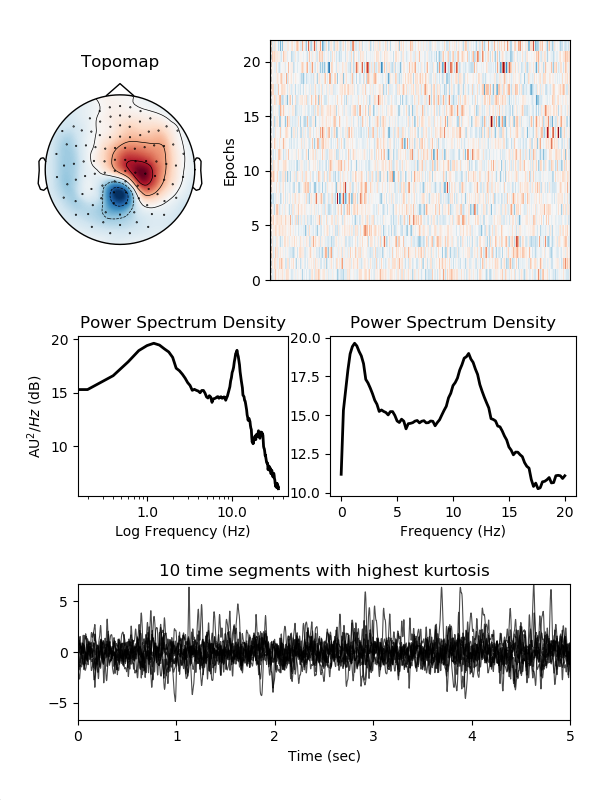 Topomap
Epochs
20
15
10
5
0
Power Spectrum Density
AU²/Hz (dB)
20
15
10
1.0 10.0
Log Frequency (Hz)
Power Spectrum Density
20.0
17.5
15.0
12.5
10.0
0 5 10 15 20
Frequency (Hz)
10 time segments with highest kurtosis
5
0
−5
0 1 2 3 4 5
Time (sec)